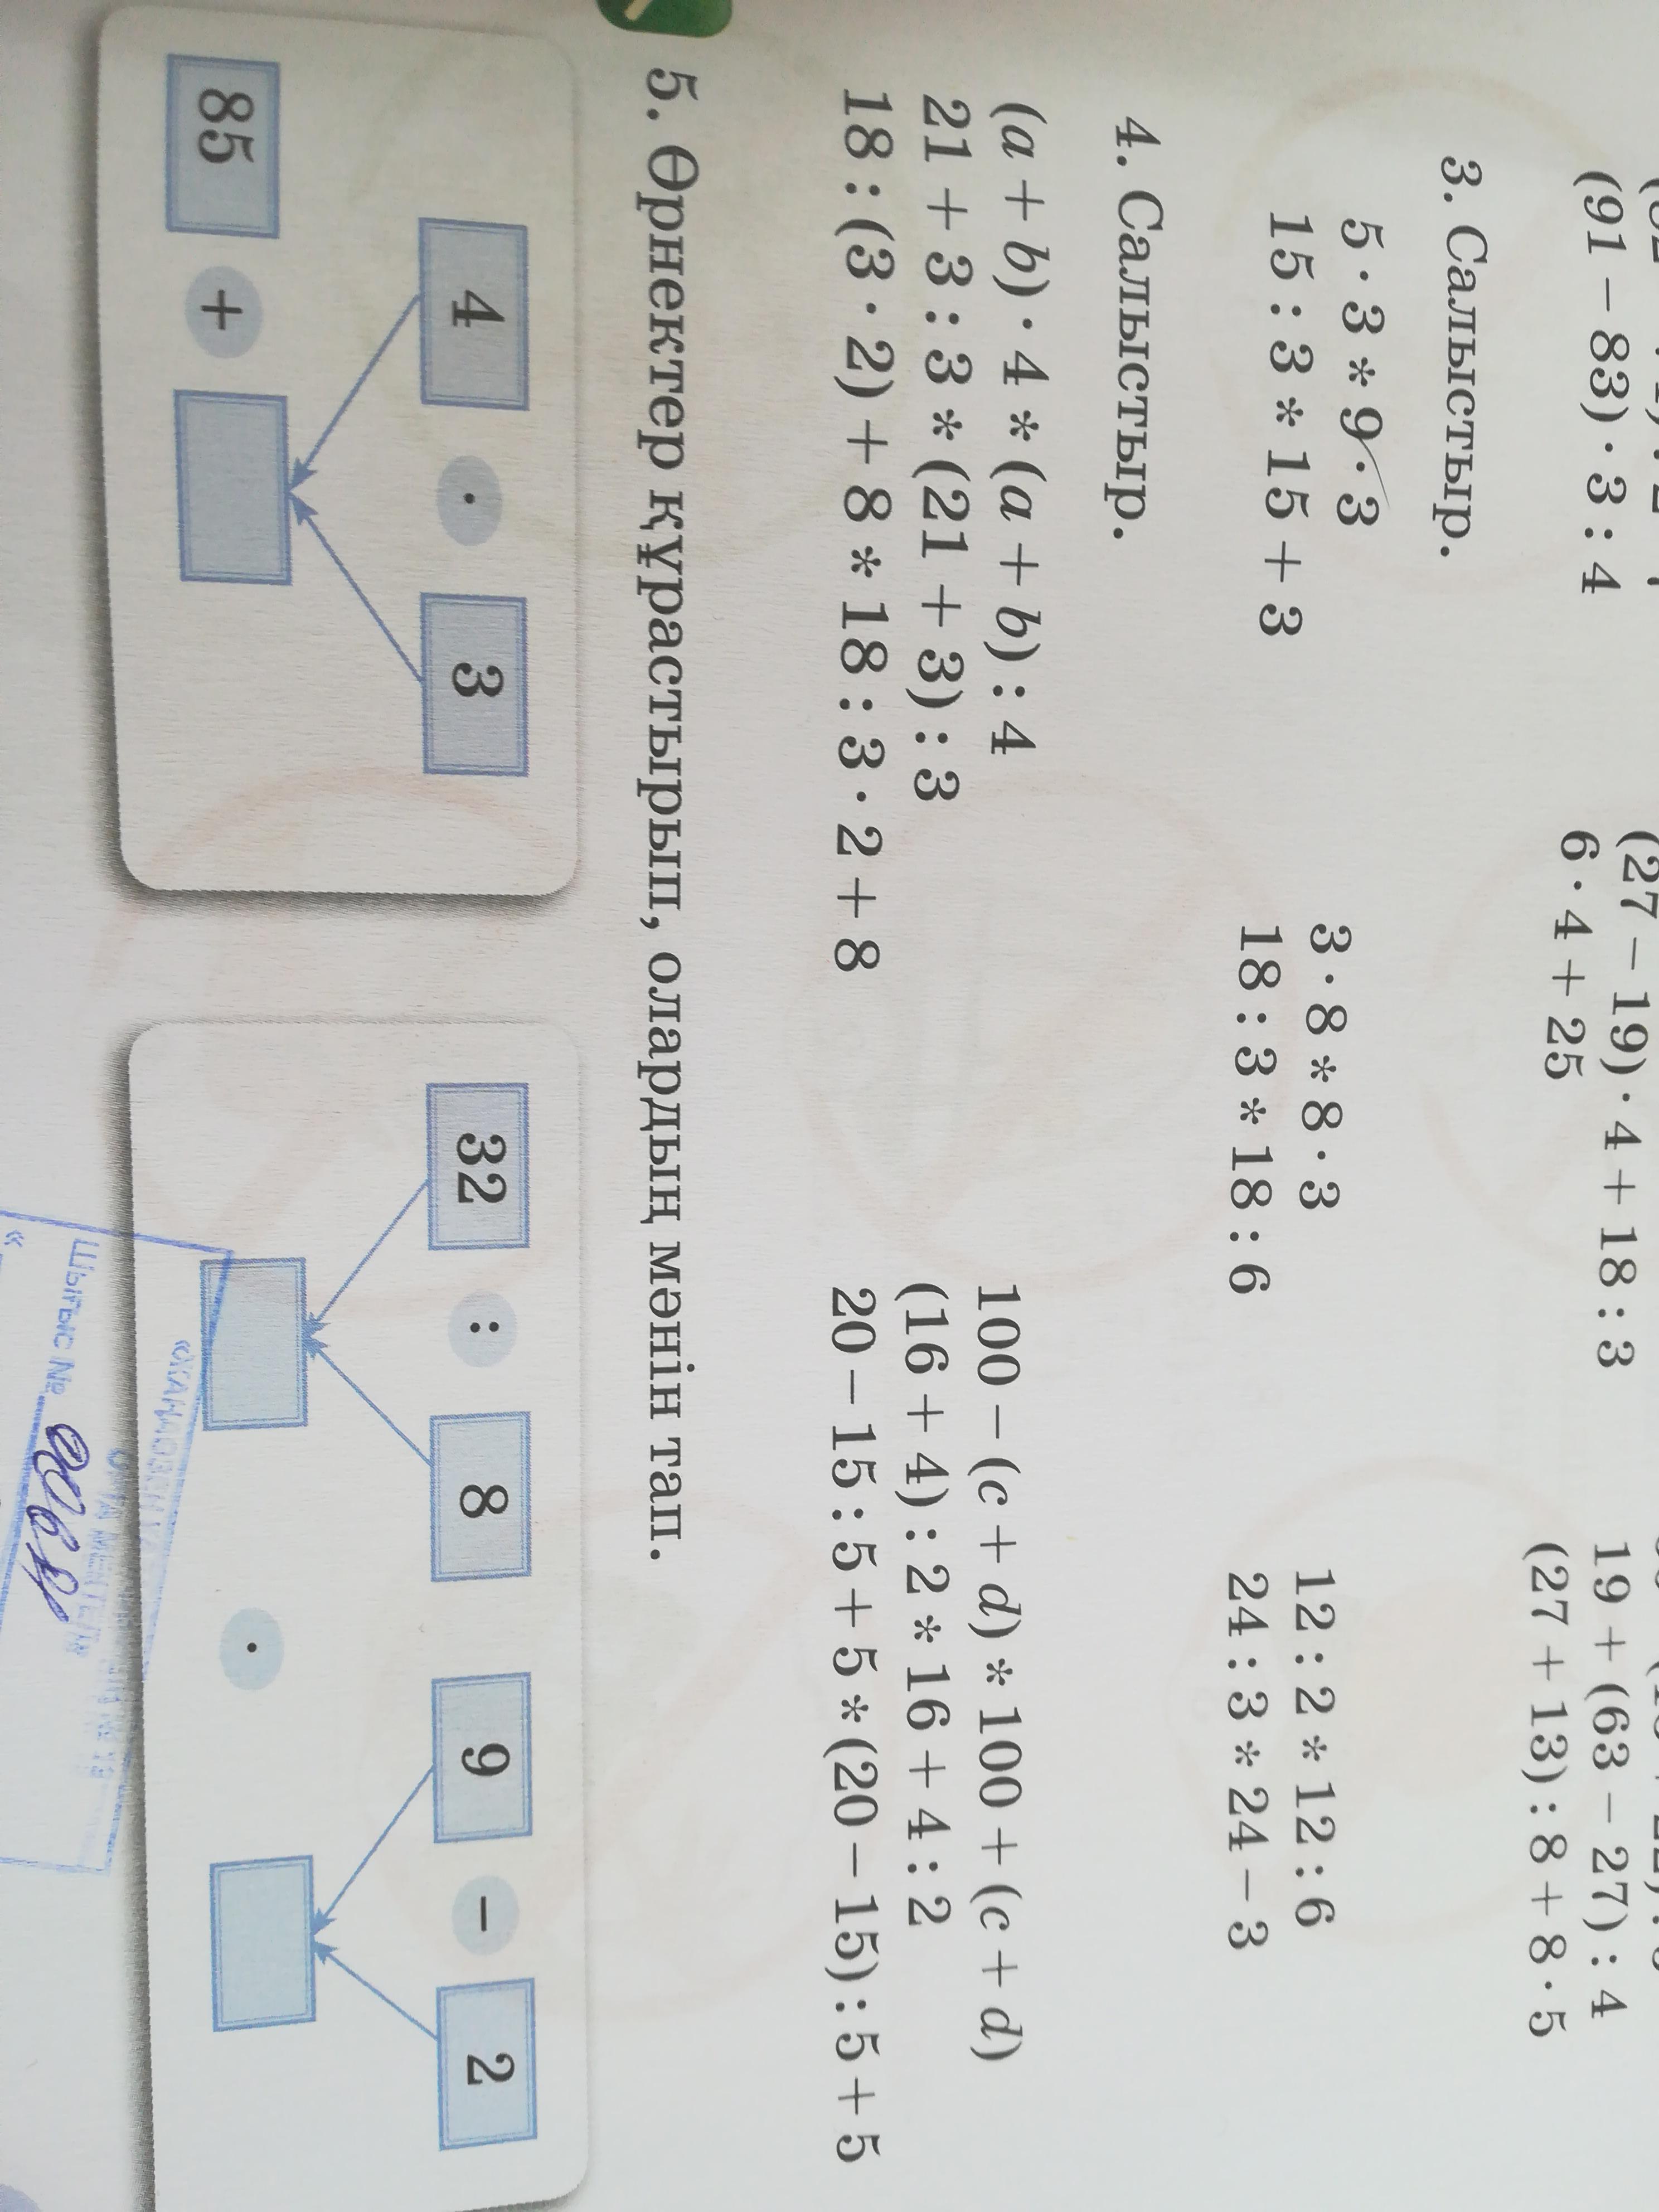 (91 − 83) · 3 : 4
(27 − 19) · 4 + 18 : 3
6 · 4 + 25
19 + (63 − 27) : 4
(27 + 13) : 8 + 8 · 5
3. Салыстыр.
5 · 3 * 9 · 3
15 : 3 * 15 + 3
3 · 8 * 8 · 3
18 : 3 * 18 : 6
12 : 2 * 12 : 6
24 : 3 * 24 − 3
4. Салыстыр.
(a + b) · 4 * (a + b) : 4
21 + 3 : 3 * (21 + 3) : 3
18 : (3 · 2) + 8 * 18 : 3 · 2 + 8
100 − (c + d) * 100 + (c + d)
(16 + 4) : 2 * 16 + 4 : 2
20 − 15 : 5 + 5 * (20 − 15) : 5 + 5
5. Өрнектер құрастырып, олардың мәнін тап.
4 · 3
85 +
32 : 8
9 − 2
·
Шығыс №